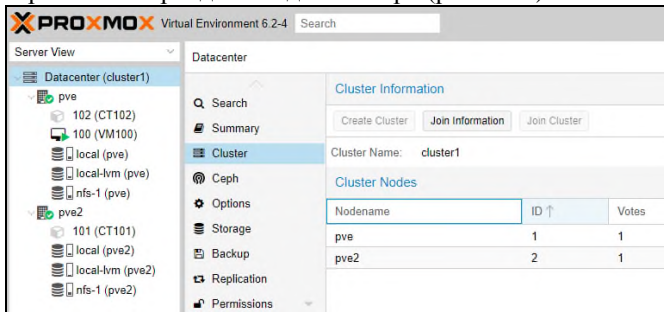 PROXMOX Virtual Environment 6.2-4 Search
Server View
Datacenter (cluster1)
pve
102 (CT102)
100 (VM100)
local (pve)
local-lvm (pve)
nfs-1 (pve)
pve2
101 (CT101)
local (pve2)
local-lvm (pve2)
nfs-1 (pve2)
Datacenter
Search
Summary
Cluster
Ceph
Options
Storage
Backup
Replication
Permissions
Cluster Information
Create Cluster Join Information Join Cluster
Cluster Name: cluster1
Cluster Nodes
Nodename ID ↑ Votes
pve 1 1
pve2 2 1